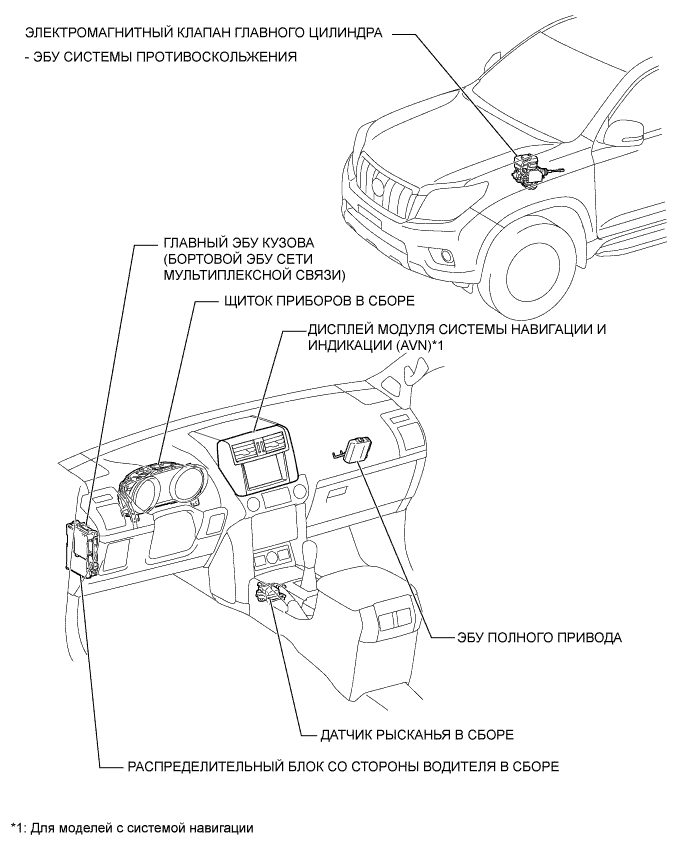 ЭЛЕКТРОМАГНИТНЫЙ КЛАПАН ГЛАВНОГО ЦИЛИНДРА
- ЭБУ СИСТЕМЫ ПРОТИВОСКОЛЬЖЕНИЯ
ГЛАВНЫЙ ЭБУ КУЗОВА
(БОРТОВОЙ ЭБУ СЕТИ
МУЛЬТИПЛЕКСНОЙ СВЯЗИ)
ЩИТОК ПРИБОРОВ В СБОРЕ
ДИСПЛЕЙ МОДУЛЯ СИСТЕМЫ НАВИГАЦИИ И
ИНДИКАЦИИ (AVN)*1
ЭБУ ПОЛНОГО ПРИВОДА
ДАТЧИК РЫСКАНЬЯ В СБОРЕ
РАСПРЕДЕЛИТЕЛЬНЫЙ БЛОК СО СТОРОНЫ ВОДИТЕЛЯ В СБОРЕ
*1: Для моделей с системой навигации